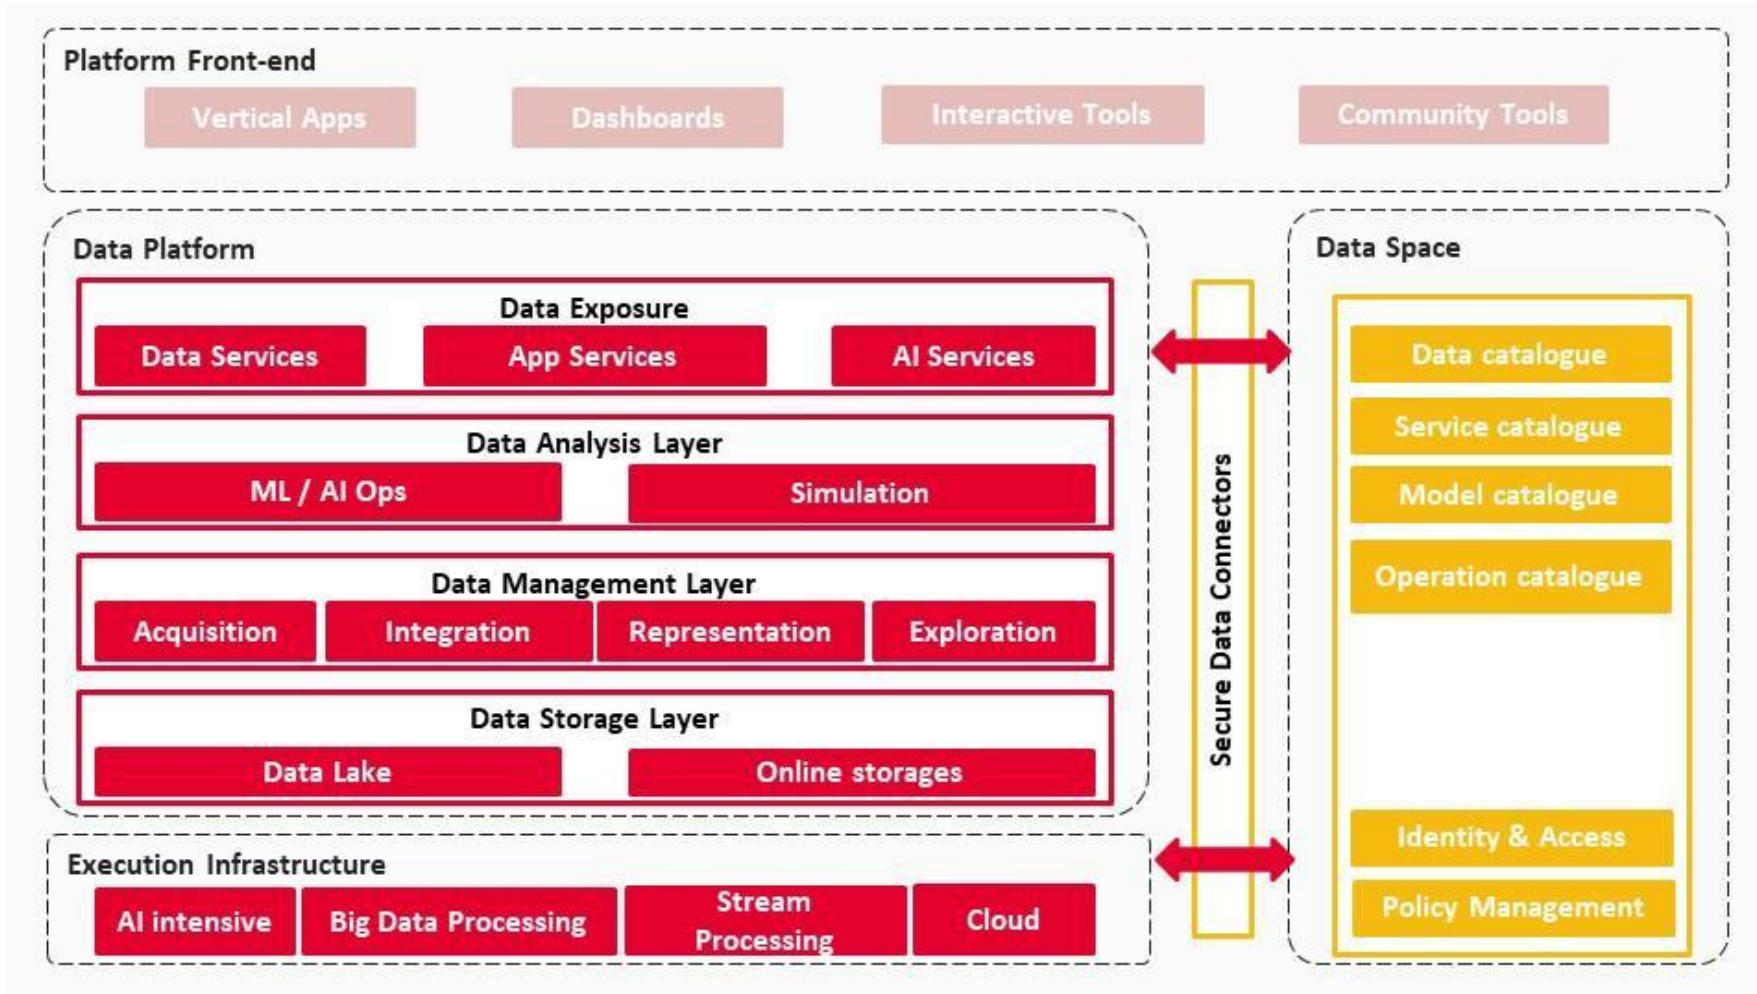 Platform Front-end
Vertical Apps
Dashboards
Interactive Tools
Community Tools
Data Platform
Data Exposure
Data Services
App Services
AI Services
Data Analysis Layer
ML / AI Ops
Simulation
Data Management Layer
Acquisition
Integration
Representation
Exploration
Data Storage Layer
Data Lake
Online storages
Execution Infrastructure
AI intensive
Big Data Processing
Stream
Processing
Cloud
Secure Data Connectors
Data Space
Data catalogue
Service catalogue
Model catalogue
Operation catalogue
Identity & Access
Policy Management